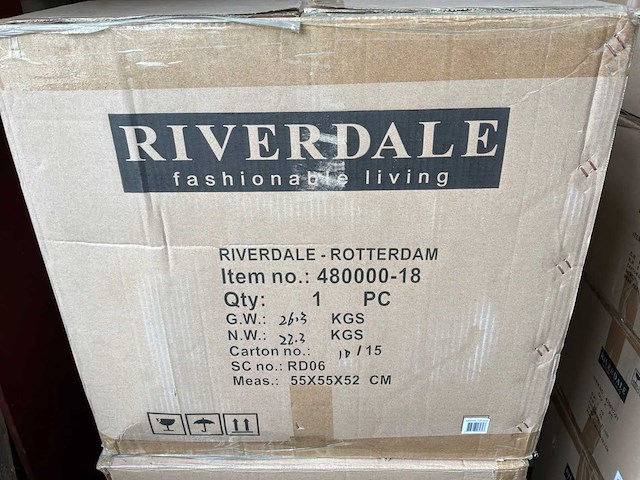 RIVERDALE
fashionable living
RIVERDALE - ROTTERDAM
Item no.: 480000-18
Qty: 1 PC
G.W.: 26.3 KGS
N.W.: 22.3 KGS
Carton no.: /15
SC no.: RD06
Meas.: 55X55X52 CM
RIVERDALE